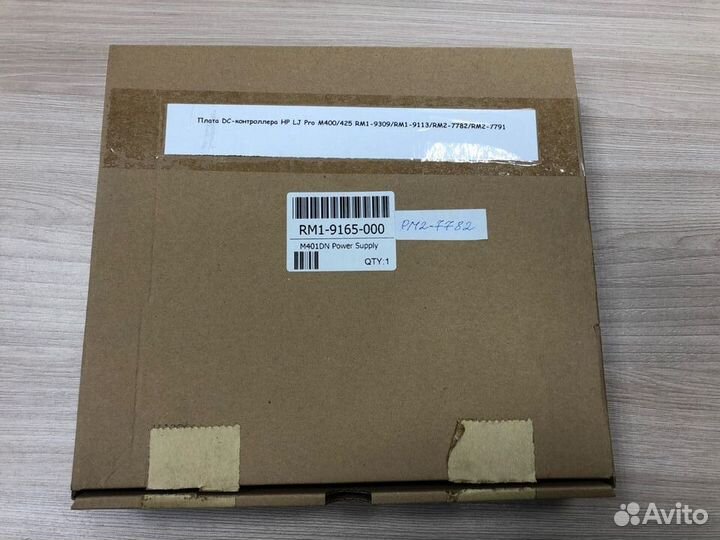 Плата DC-контроллера HP LJ Pro M400/425 RM1-9309/RM1-9113/RM2-7782/RM2-7791
RM1-9165-000
PM2-7782
M401DN Power Supply
QTY:1
Avito